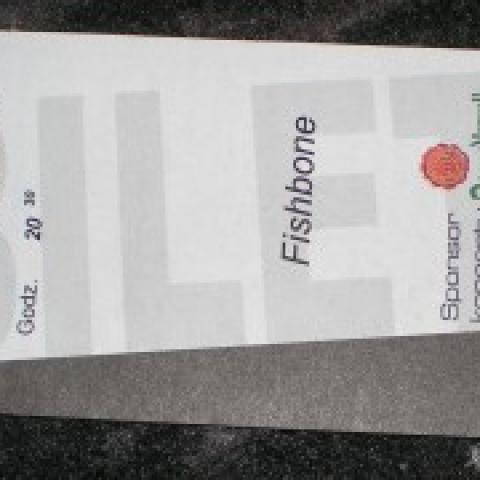 BILET
Godz. 20 30
Fishbone
Sponsor